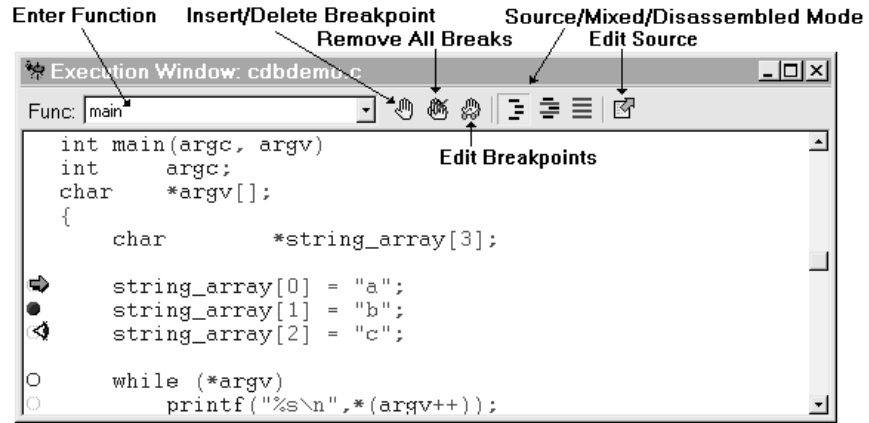 Enter Function Insert/Delete Breakpoint Source/Mixed/Disassembled Mode
Remove All Breaks Edit Source
Execution Window: cdbdemo.c
Func: main
Edit Breakpoints
int main(argc, argv)
int argc;
char *argv[];
{
char *string_array[3];
string_array[0] = "a";
string_array[1] = "b";
string_array[2] = "c";
while (*argv)
printf("%s\n",*(argv++));